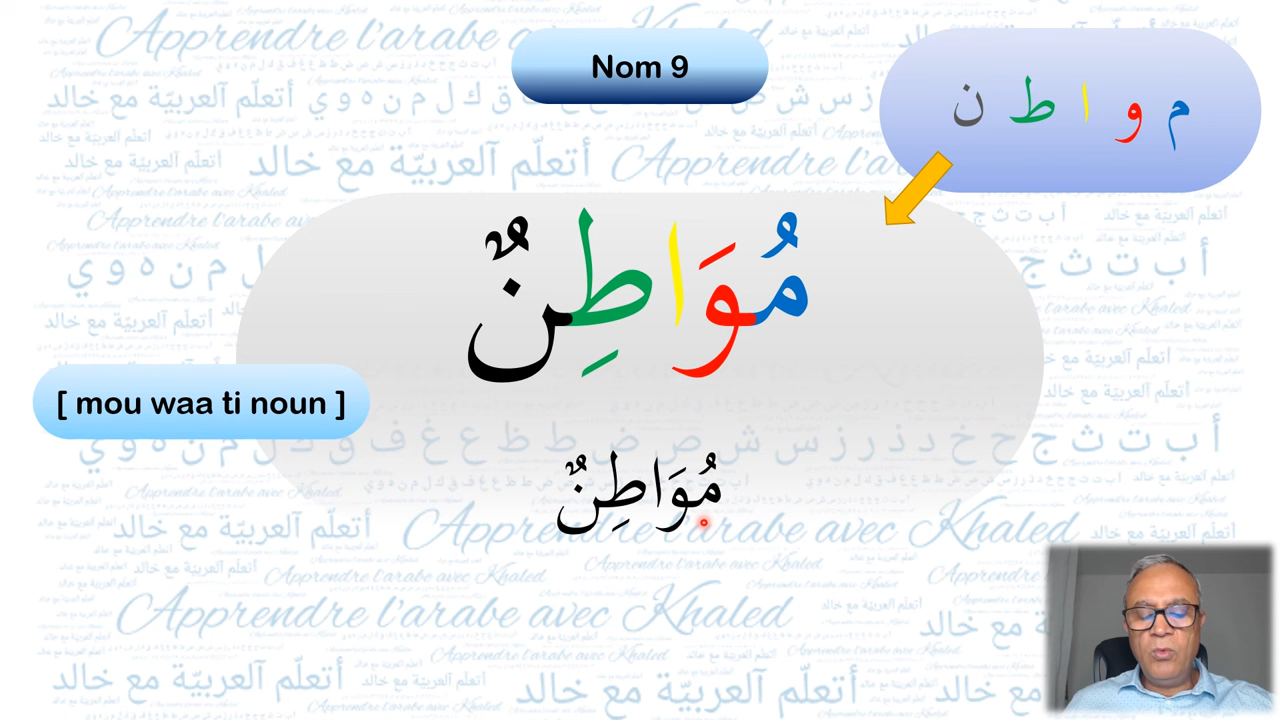 Nom 9
م و ا ط ن
مُوَاطِنٌ
[ mou waa ti noun ]
مُوَاطِنٌ
Apprendre l'arabe avec Khaled
أتعلّم العربيّة مع خالد
أ ب ت ث ج ح خ د ذ ر ز س ش ص ض ط ظ ع غ ف ق ك ل م ن ه و ي